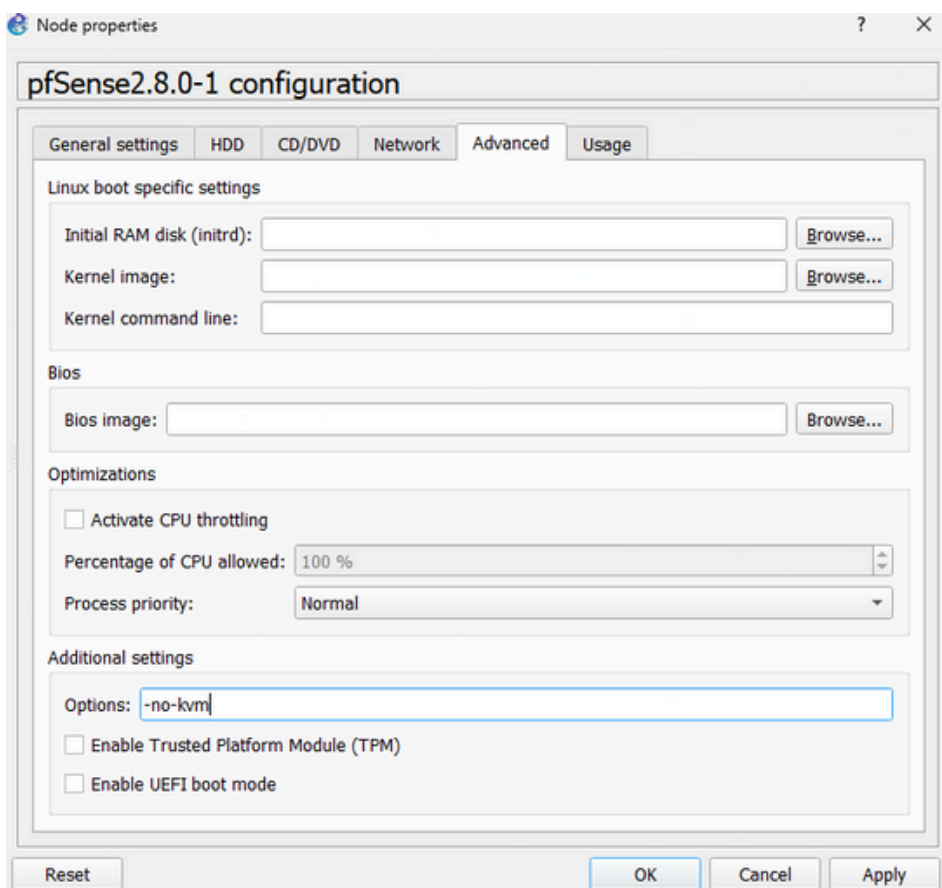 Node properties
?
pfSense2.8.0-1 configuration
General settings HDD CD/DVD Network Advanced Usage
Linux boot specific settings
Initial RAM disk (initrd): Browse...
Kernel image: Browse...
Kernel command line:
Bios
Bios image: Browse...
Optimizations
Activate CPU throttling
Percentage of CPU allowed: 100 %
Process priority: Normal
Additional settings
Options: -no-kvm
Enable Trusted Platform Module (TPM)
Enable UEFI boot mode
Reset OK Cancel Apply